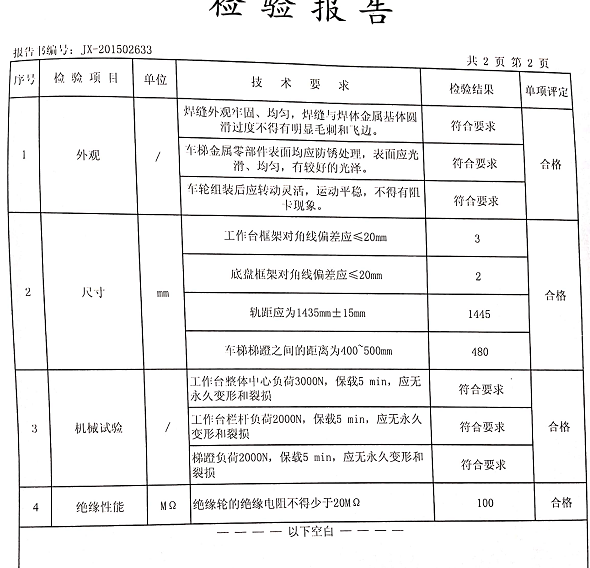 检验报告
报告书编号：JX-201502633
共 2 页 第 2 页
序号 检 验 项 目 单位 技 术 要 求 检验结果 单项评定
1 外观 / 合格
焊缝外观牢固、均匀，焊缝与焊体金属基体圆
滑过度不得有明显毛刺和飞边。
符合要求
车梯金属零部件表面均应防锈处理，表面应光
滑、均匀，有较好的光泽。
符合要求
车轮组装后应转动灵活，运动平稳，不得有阻
卡现象。
符合要求
2 尺寸 mm 合格
工作台框架对角线偏差应≤20mm 3
底盘框架对角线偏差应≤20mm 2
轨距应为1435mm±15mm 1445
车梯梯蹬之间的距离为400~500mm 480
3 机械试验 / 合格
工作台整体中心负荷3000N，保载5 min，应无
永久变形和裂损
符合要求
工作台栏杆负荷2000N，保载5 min，应无永久
变形和裂损
符合要求
梯蹬负荷2000N，保载5 min，应无永久变形和
裂损
符合要求
4 绝缘性能 MΩ 绝缘轮的绝缘电阻不得少于20MΩ 100 合格
— — — — 以下空白 — — — —